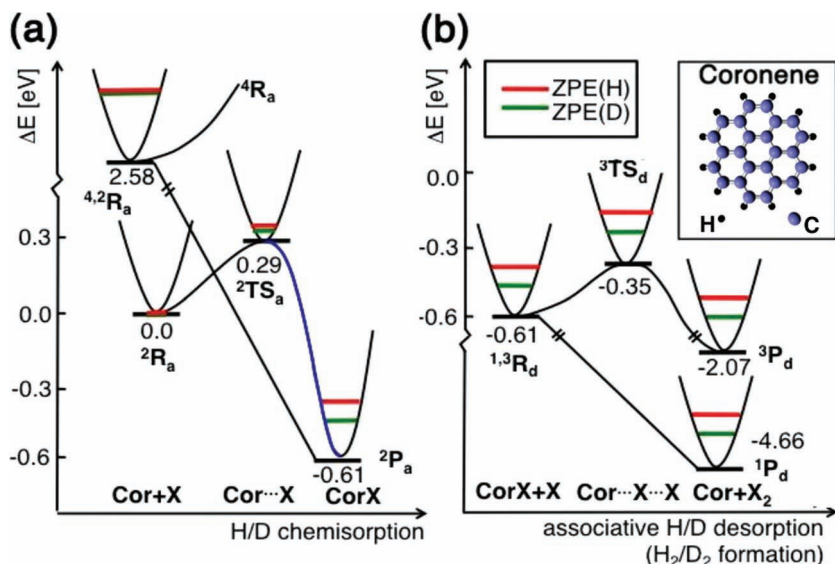 (a)
ΔE [eV]
0.3
0.0
-0.3
-0.6
⁴Rₐ
2.58
⁴,²Rₐ
0.29
²TSₐ
0.0
²Rₐ
-0.61
²Pₐ
Cor+X
Cor···X
CorX
H/D chemisorption
(b)
ΔE [eV]
ZPE(H)
ZPE(D)
Coronene
H
C
0.0
-0.3
-0.6
³TS_d
-0.35
-0.61
¹,³R_d
-2.07
³P_d
-4.66
¹P_d
CorX+X
Cor···X···X
Cor+X₂
associative H/D desorption
(H₂/D₂ formation)